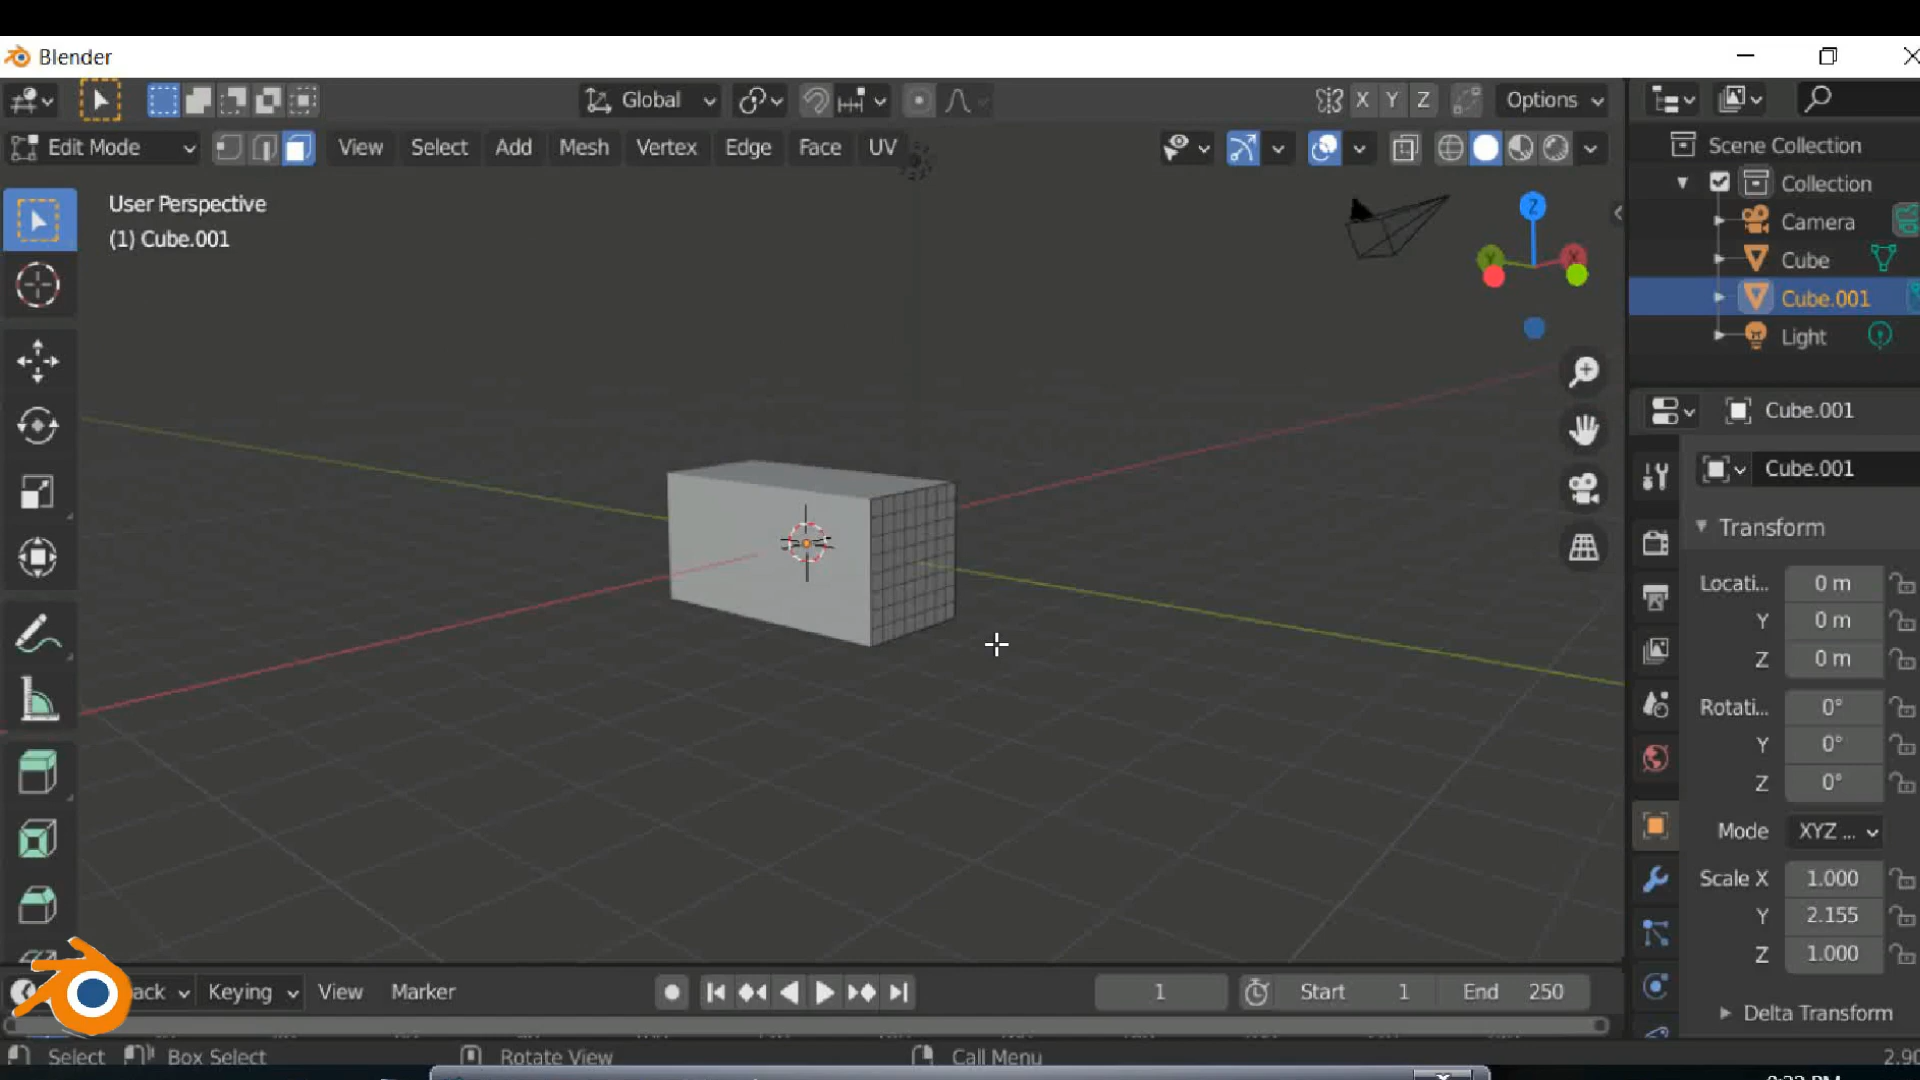 Blender
Global
X Y Z
Options
Edit Mode
View
Select
Add
Mesh
Vertex
Edge
Face
UV
User Perspective
(1) Cube.001
Z
Y
X
Scene Collection
Collection
Camera
Cube
Cube.001
Light
Cube.001
Cube.001
Transform
Locati... 0 m
Y 0 m
Z 0 m
Rotati... 0°
Y 0°
Z 0°
Mode XYZ ...
Scale X 1.000
Y 2.155
Z 1.000
Delta Transform
Keying
View
Marker
1
Start 1
End 250
Select
Box Select
Rotate View
Call Menu